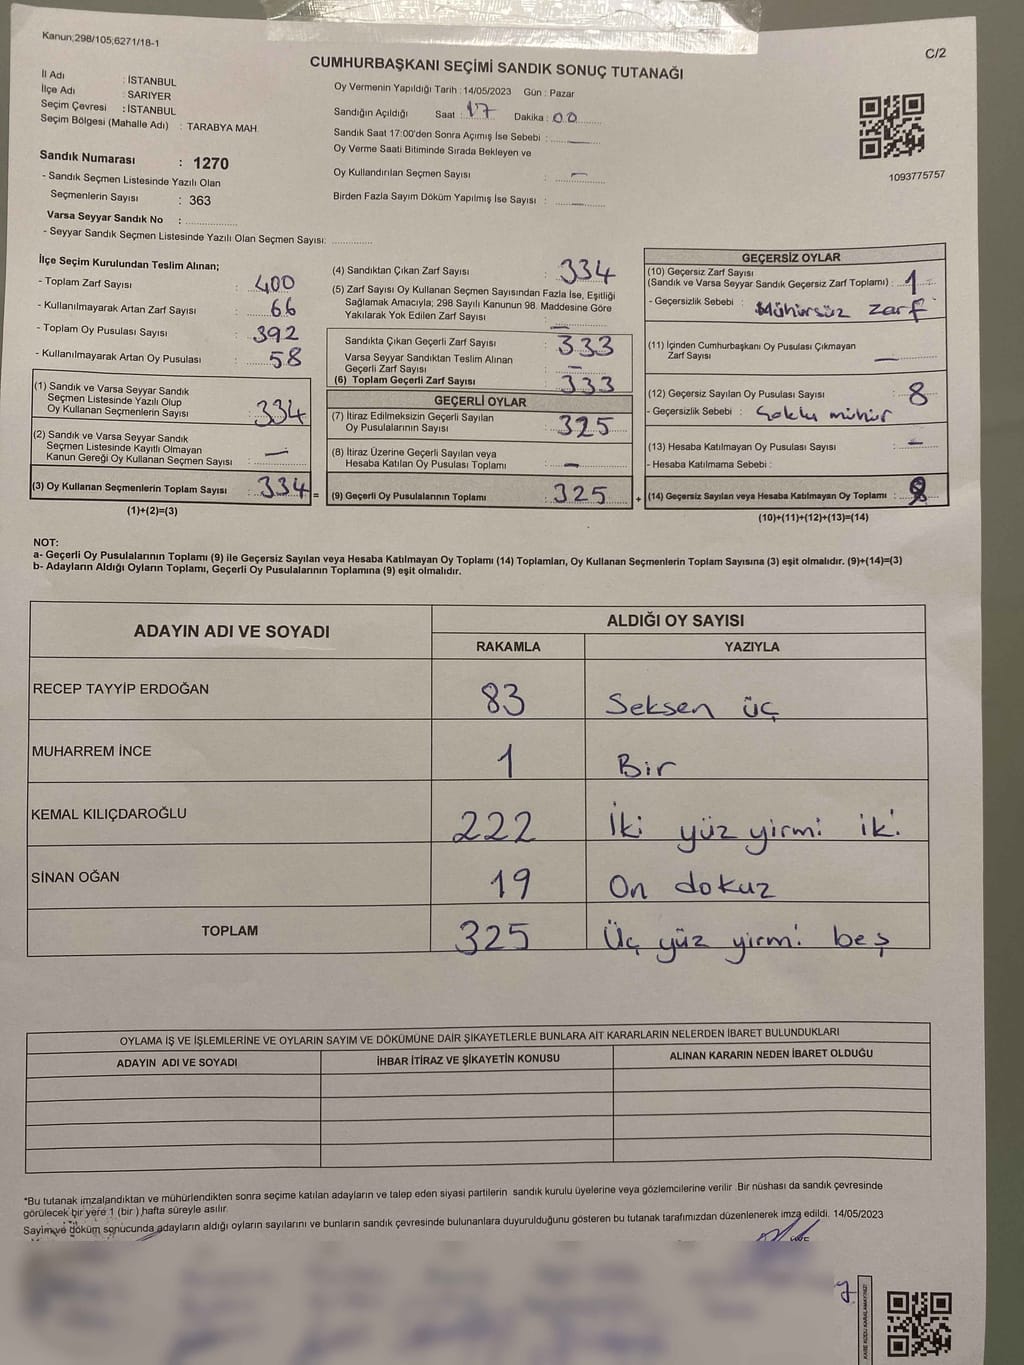 Kanun;298/105;6271/18-1
C/2
CUMHURBAŞKANI SEÇİMİ SANDIK SONUÇ TUTANAĞI
İl Adı : İSTANBUL
İlçe Adı : SARIYER
Seçim Çevresi : İSTANBUL
Seçim Bölgesi (Mahalle Adı) : TARABYA MAH.
Sandık Numarası : 1270
- Sandık Seçmen Listesinde Yazılı Olan
Seçmenlerin Sayısı : 363
Varsa Seyyar Sandık No :
- Seyyar Sandık Seçmen Listesinde Yazılı Olan Seçmen Sayısı:
Oy Vermenin Yapıldığı Tarih : 14/05/2023 Gün : Pazar
Sandığın Açıldığı Saat : 17 Dakika : 00
Sandık Saat 17:00'den Sonra Açımış İse Sebebi : —
Oy Verme Saati Bitiminde Sırada Bekleyen ve
Oy Kullandırılan Seçmen Sayısı : —
Birden Fazla Sayım Döküm Yapılmış İse Sayısı : —
1093775757
İlçe Seçim Kurulundan Teslim Alınan;
- Toplam Zarf Sayısı : 400
- Kullanılmayarak Artan Zarf Sayısı : 66
- Toplam Oy Pusulası Sayısı : 392
- Kullanılmayarak Artan Oy Pusulası : 58
(1) Sandık ve Varsa Seyyar Sandık
Seçmen Listesinde Yazılı Olup
Oy Kullanan Seçmenlerin Sayısı : 334
(2) Sandık ve Varsa Seyyar Sandık
Seçmen Listesinde Kayıtlı Olmayan
Kanun Gereği Oy Kullanan Seçmen Sayısı : —
(3) Oy Kullanan Seçmenlerin Toplam Sayısı : 334 =
(1)+(2)=(3)
(4) Sandıktan Çıkan Zarf Sayısı : 334
(5) Zarf Sayısı Oy Kullanan Seçmen Sayısından Fazla İse, Eşitliği
Sağlamak Amacıyla; 298 Sayılı Kanunun 98. Maddesine Göre
Yakılarak Yok Edilen Zarf Sayısı : —
Sandıkta Çıkan Geçerli Zarf Sayısı : 333
Varsa Seyyar Sandıktan Teslim Alınan
Geçerli Zarf Sayısı : —
(6) Toplam Geçerli Zarf Sayısı : 333
GEÇERLİ OYLAR
(7) İtiraz Edilmeksizin Geçerli Sayılan
Oy Pusulalarının Sayısı : 325
(8) İtiraz Üzerine Geçerli Sayılan veya
Hesaba Katılan Oy Pusulası Toplamı : —
(9) Geçerli Oy Pusulalarının Toplamı : 325 +
GEÇERSİZ OYLAR
(10) Geçersiz Zarf Sayısı
(Sandık ve Varsa Seyyar Sandık Geçersiz Zarf Toplamı) : 1
- Geçersizlik Sebebi : Mühürsüz zarf
(11) İçinden Cumhurbaşkanı Oy Pusulası Çıkmayan
Zarf Sayısı : —
(12) Geçersiz Sayılan Oy Pusulası Sayısı : 8
- Geçersizlik Sebebi : Çoklu mühür
(13) Hesaba Katılmayan Oy Pusulası Sayısı : —
- Hesaba Katılmama Sebebi :
(14) Geçersiz Sayılan veya Hesaba Katılmayan Oy Toplamı : 9
(10)+(11)+(12)+(13)=(14)
NOT:
a- Geçerli Oy Pusulalarının Toplamı (9) ile Geçersiz Sayılan veya Hesaba Katılmayan Oy Toplamı (14) Toplamları, Oy Kullanan Seçmenlerin Toplam Sayısına (3) eşit olmalıdır. (9)+(14)=(3)
b- Adayların Aldığı Oyların Toplamı, Geçerli Oy Pusulalarının Toplamına (9) eşit olmalıdır.
ADAYIN ADI VE SOYADI
ALDIĞI OY SAYISI
RAKAMLA YAZIYLA
RECEP TAYYİP ERDOĞAN 83 Seksen üç
MUHARREM İNCE 1 Bir
KEMAL KILIÇDAROĞLU 222 İki yüz yirmi iki
SİNAN OĞAN 19 On dokuz
TOPLAM 325 Üç yüz yirmi beş
OYLAMA İŞ VE İŞLEMLERİNE VE OYLARIN SAYIM VE DÖKÜMÜNE DAİR ŞİKAYETLERLE BUNLARA AİT KARARLARIN NELERDEN İBARET BULUNDUKLARI
ADAYIN ADI VE SOYADI İHBAR İTİRAZ VE ŞİKAYETİN KONUSU ALINAN KARARIN NEDEN İBARET OLDUĞU
*Bu tutanak imzalandıktan ve mühürlendikten sonra seçime katılan adayların ve talep eden siyasi partilerin sandık kurulu üyelerine veya gözlemcilerine verilir .Bir nüshası da sandık çevresinde
görülecek bir yere 1 (bir ) hafta süreyle asılır.
Sayım ve döküm sonucunda adayların aldığı oyların sayılarını ve bunların sandık çevresinde bulunanlara duyurulduğunu gösteren bu tutanak tarafımızdan düzenlenerek imza edildi. 14/05/2023
KARE KODU KARALAMAYINIZ!